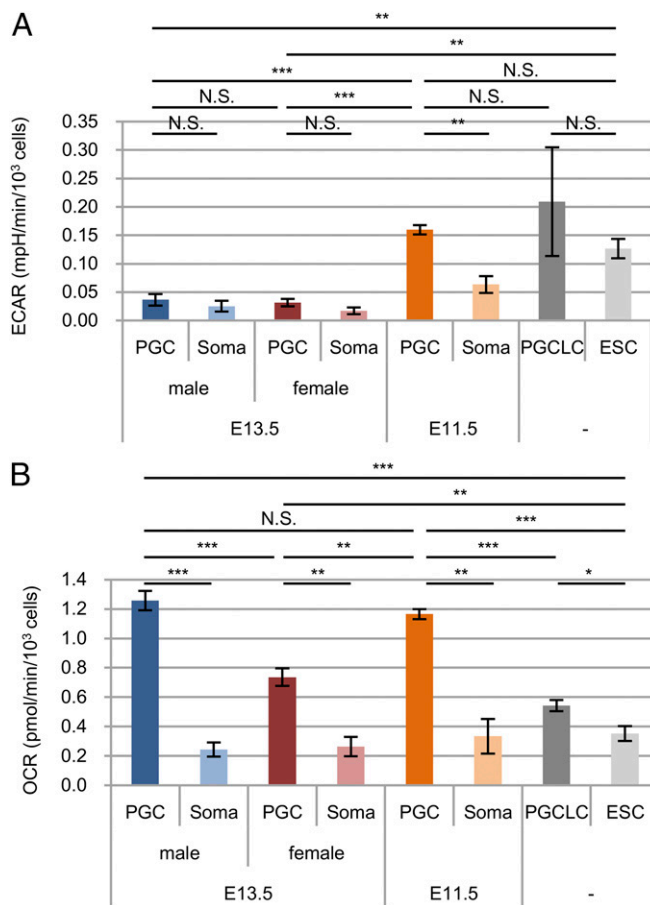 A
**
**
***
N.S.
N.S.
***
N.S.
N.S.
N.S.
**
N.S.
ECAR (mpH/min/10³ cells)
0.35
0.30
0.25
0.20
0.15
0.10
0.05
0.00
PGC Soma PGC Soma PGC Soma PGCLC ESC
male female
E13.5 E11.5 -
B
***
**
N.S.
***
***
**
***
***
**
**
*
OCR (pmol/min/10³ cells)
1.4
1.2
1.0
0.8
0.6
0.4
0.2
0.0
PGC Soma PGC Soma PGC Soma PGCLC ESC
male female
E13.5 E11.5 -